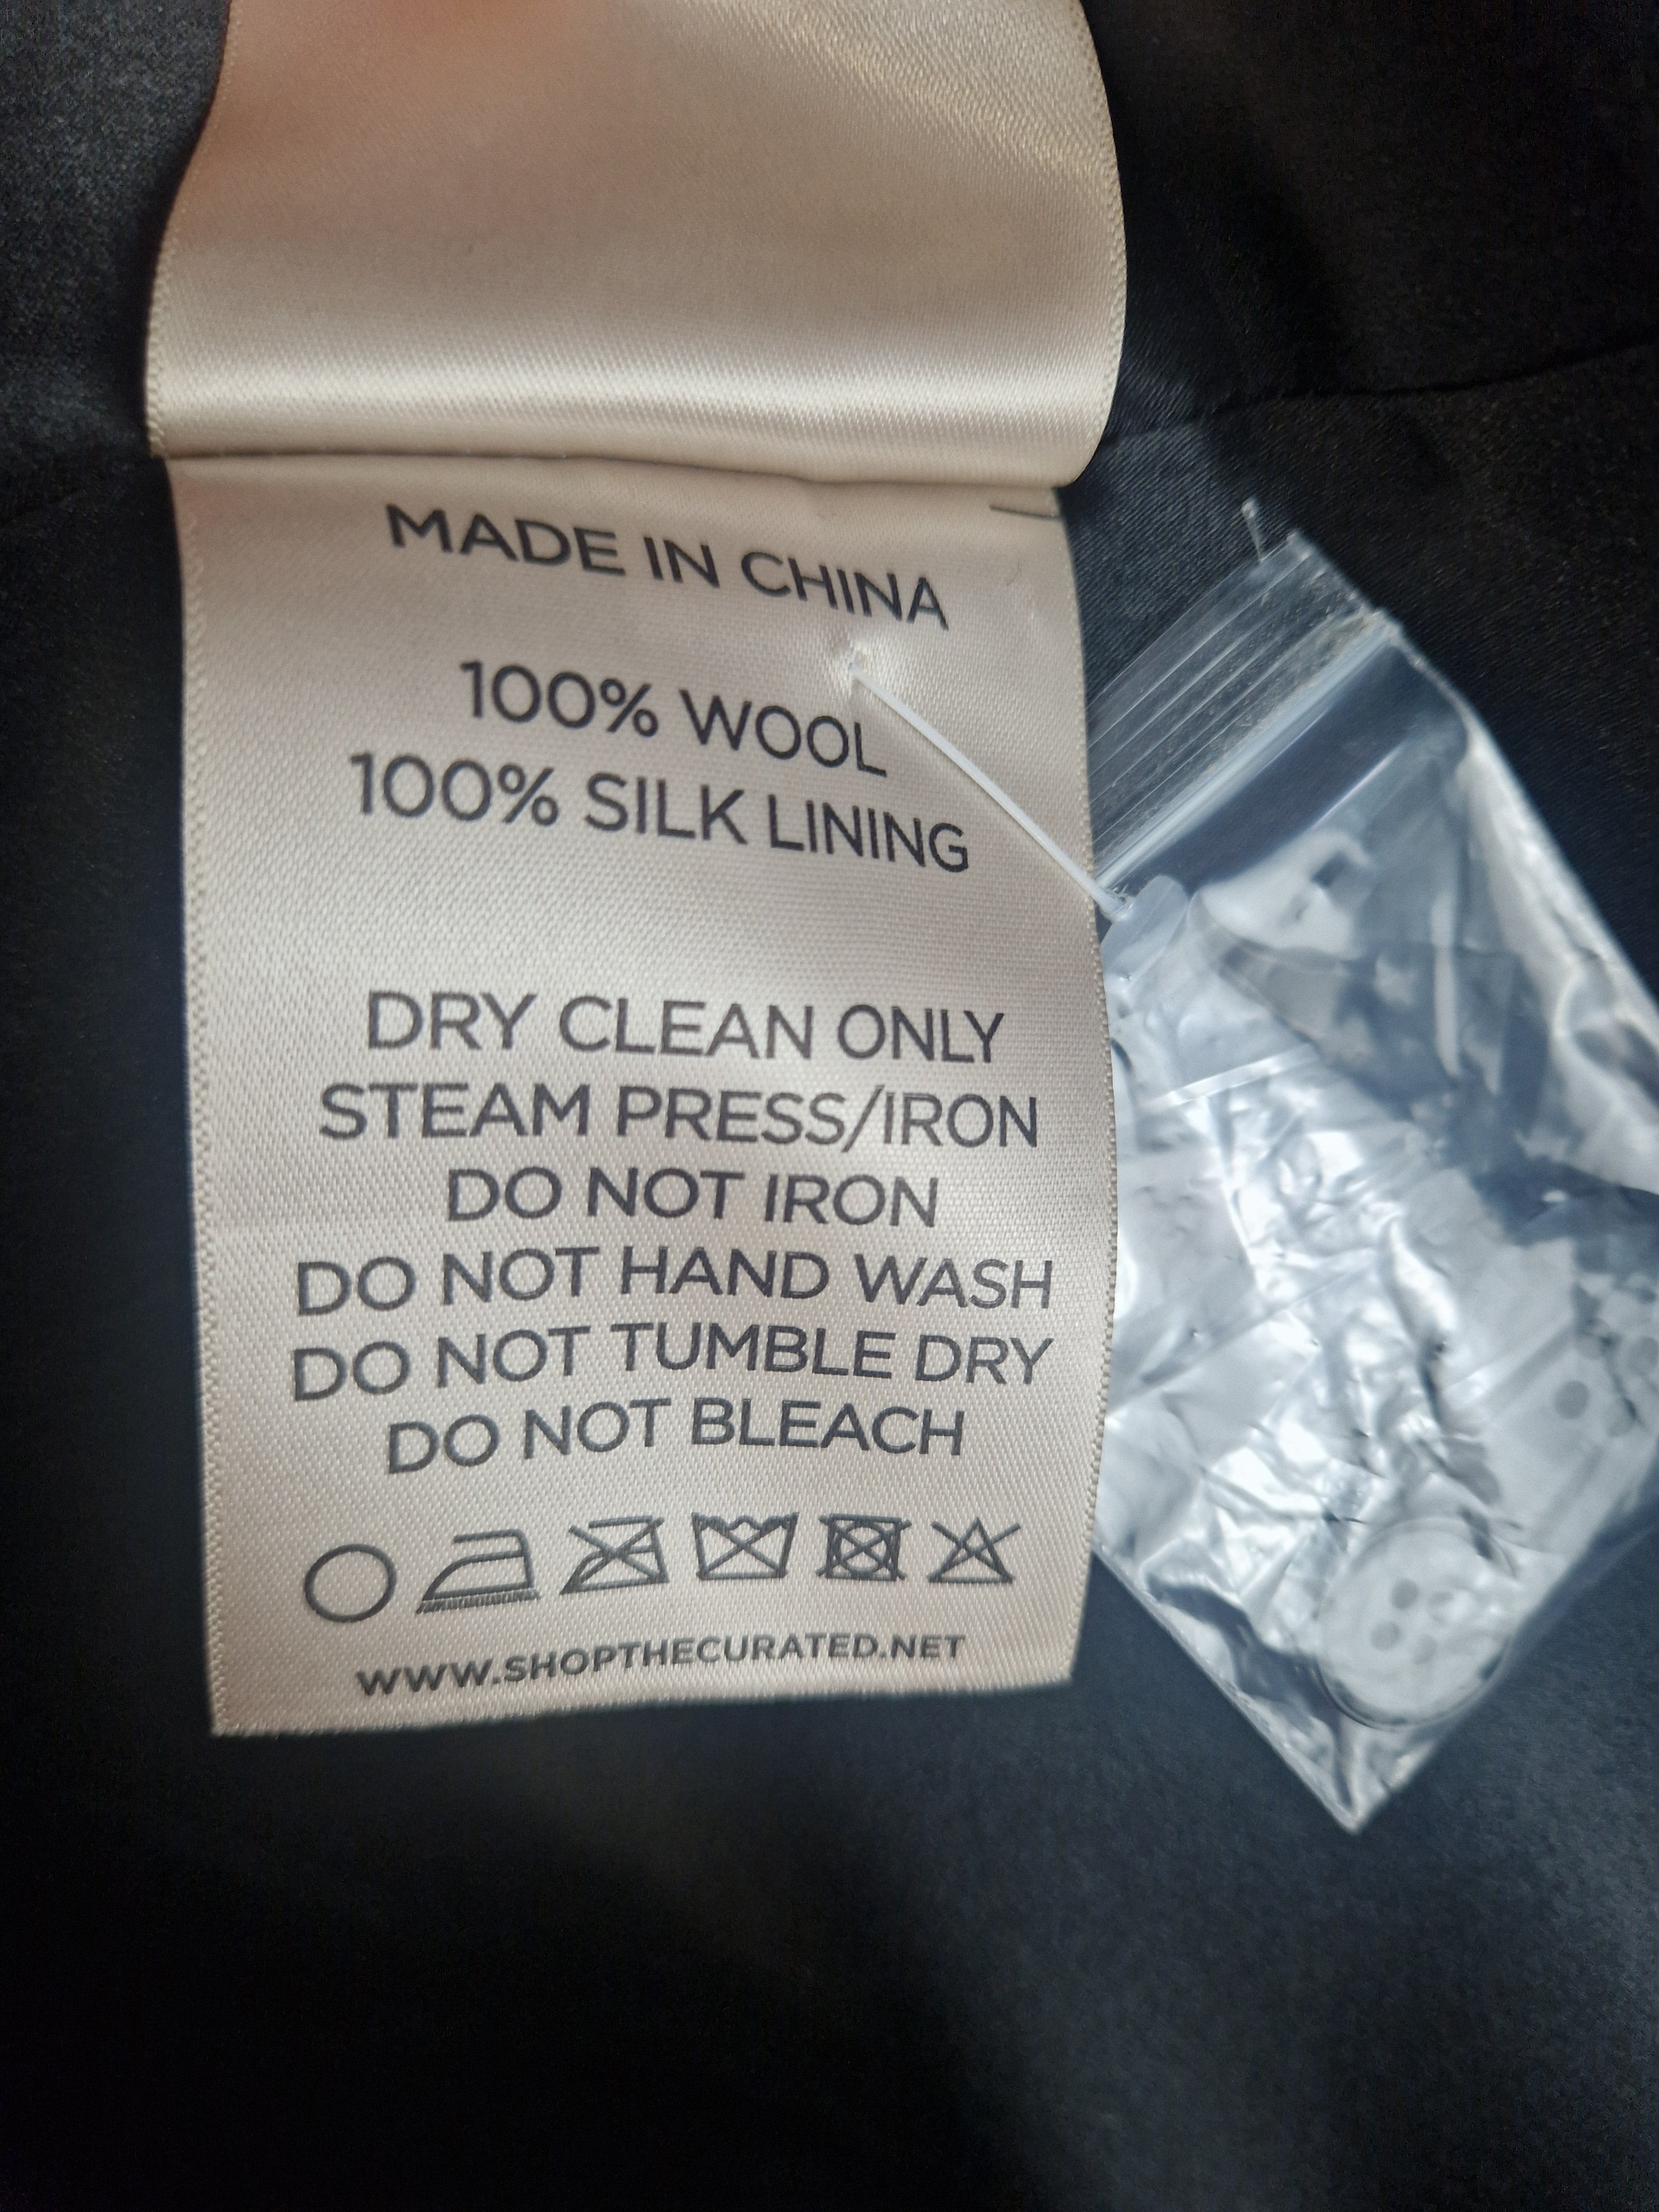 MADE IN CHINA
100% WOOL
100% SILK LINING
DRY CLEAN ONLY
STEAM PRESS/IRON
DO NOT IRON
DO NOT HAND WASH
DO NOT TUMBLE DRY
DO NOT BLEACH
WWW.SHOPTHECURATED.NET